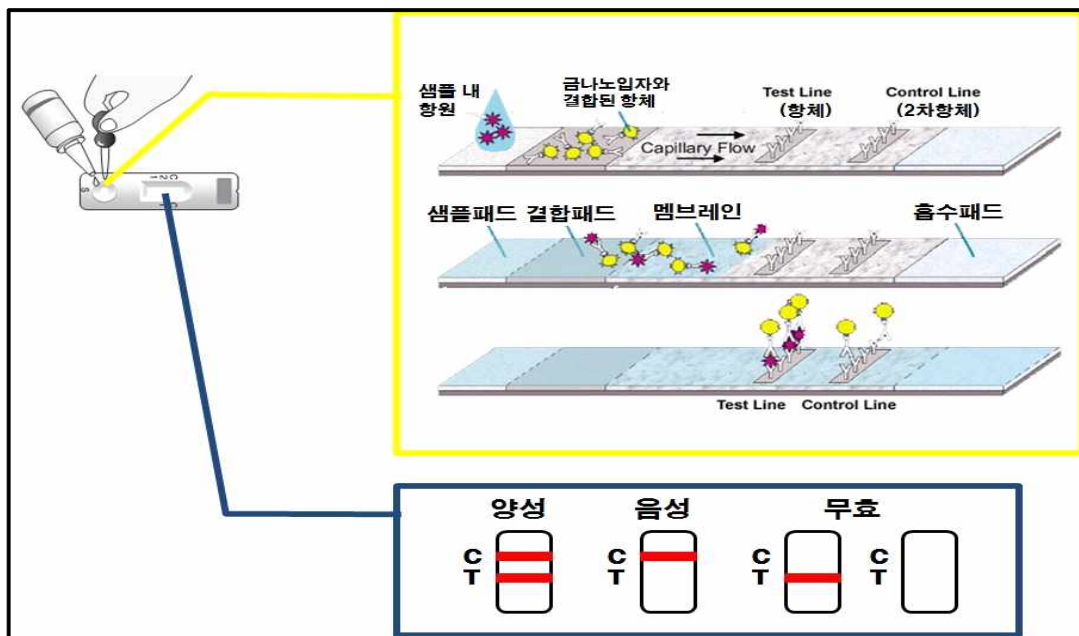 샘플 내
항원
금나노입자와
결합된 항체
Test Line
(항체)
Control Line
(2차항체)
Capillary Flow
S
샘플패드
결합패드
멤브레인
흡수패드
Test Line
Control Line
양성
음성
무효
C
T
C
T
C
T
C
T